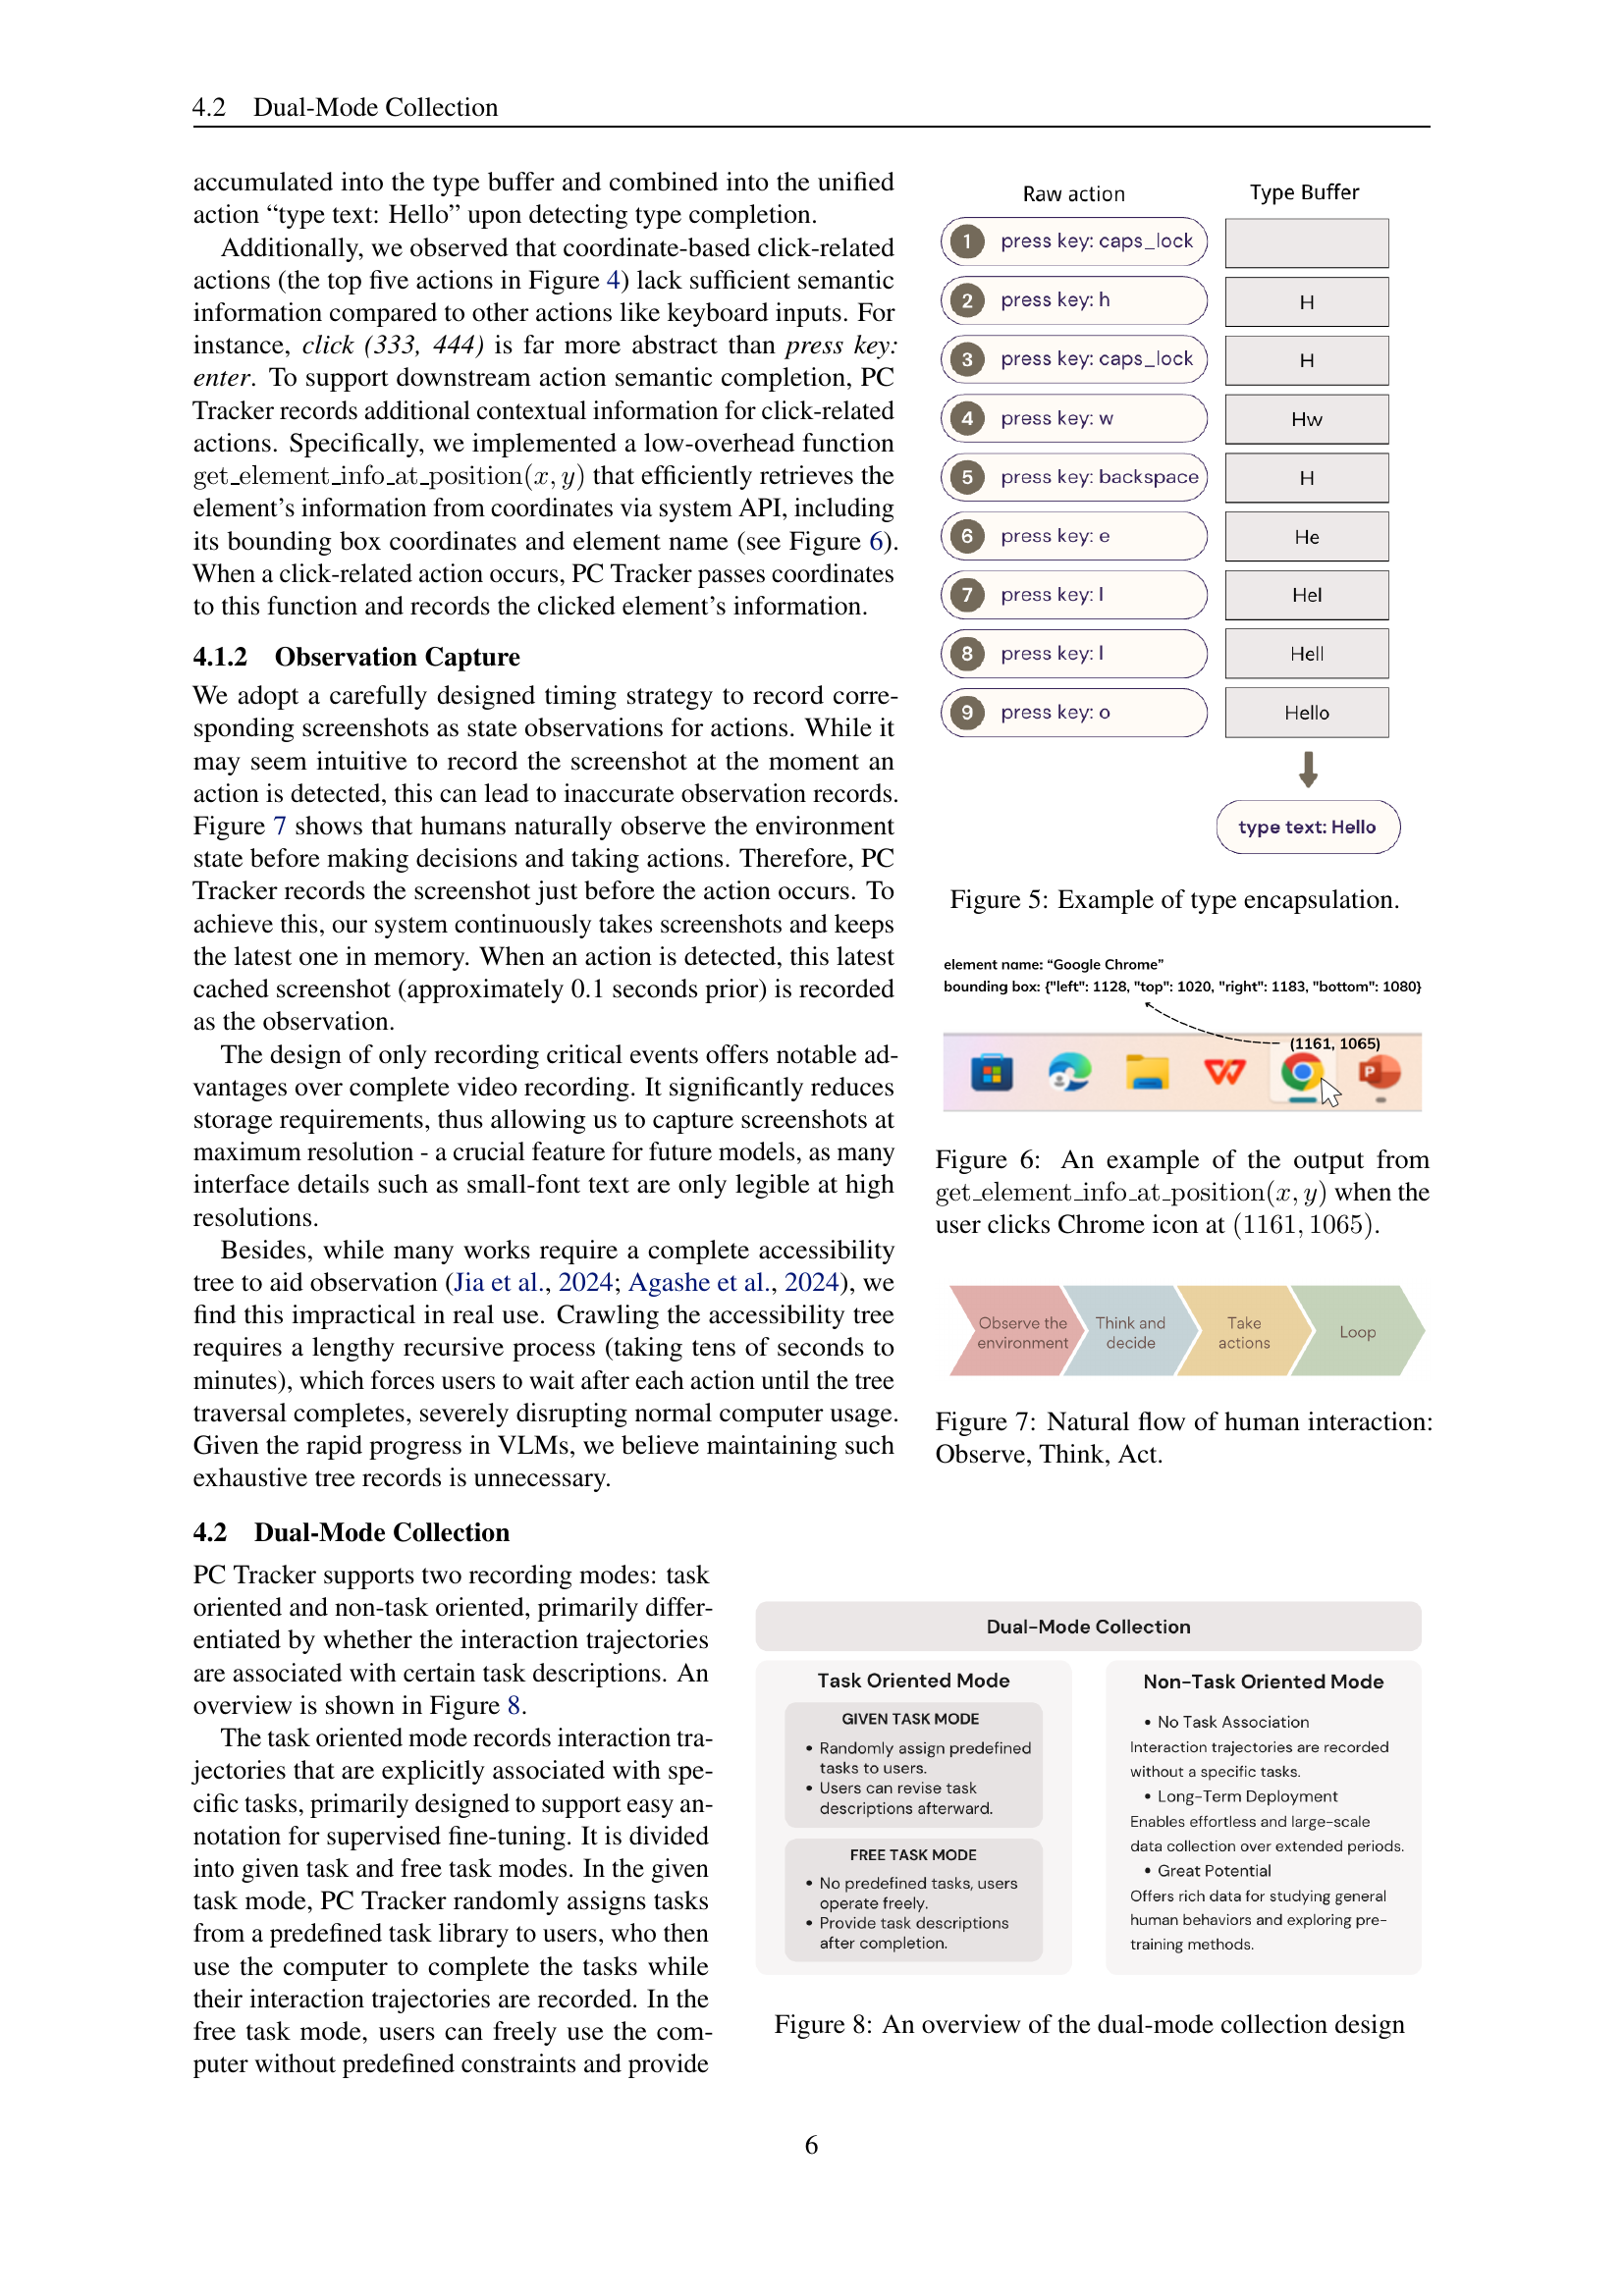 4.2 Dual-Mode Collection
accumulated into the type buffer and combined into the unified
action “type text: Hello” upon detecting type completion.
Additionally, we observed that coordinate-based click-related
actions (the top five actions in Figure 4) lack sufficient semantic
information compared to other actions like keyboard inputs. For
instance, click (333, 444) is far more abstract than press key:
enter. To support downstream action semantic completion, PC
Tracker records additional contextual information for click-related
actions. Specifically, we implemented a low-overhead function
get_element_info_at_position(x, y) that efficiently retrieves the
element’s information from coordinates via system API, including
its bounding box coordinates and element name (see Figure 6).
When a click-related action occurs, PC Tracker passes coordinates
to this function and records the clicked element’s information.
4.1.2 Observation Capture
We adopt a carefully designed timing strategy to record corre-
sponding screenshots as state observations for actions. While it
may seem intuitive to record the screenshot at the moment an
action is detected, this can lead to inaccurate observation records.
Figure 7 shows that humans naturally observe the environment
state before making decisions and taking actions. Therefore, PC
Tracker records the screenshot just before the action occurs. To
achieve this, our system continuously takes screenshots and keeps
the latest one in memory. When an action is detected, this latest
cached screenshot (approximately 0.1 seconds prior) is recorded
as the observation.
The design of only recording critical events offers notable ad-
vantages over complete video recording. It significantly reduces
storage requirements, thus allowing us to capture screenshots at
maximum resolution - a crucial feature for future models, as many
interface details such as small-font text are only legible at high
resolutions.
Besides, while many works require a complete accessibility
tree to aid observation (Jia et al., 2024; Agashe et al., 2024), we
find this impractical in real use. Crawling the accessibility tree
requires a lengthy recursive process (taking tens of seconds to
minutes), which forces users to wait after each action until the tree
traversal completes, severely disrupting normal computer usage.
Given the rapid progress in VLMs, we believe maintaining such
exhaustive tree records is unnecessary.
Raw action Type Buffer
1 press key: caps_lock
2 press key: h H
3 press key: caps_lock H
4 press key: w Hw
5 press key: backspace H
6 press key: e He
7 press key: l Hel
8 press key: l Hell
9 press key: o Hello
type text: Hello
Figure 5: Example of type encapsulation.
element name: “Google Chrome”
bounding box: {"left": 1128, "top": 1020, "right": 1183, "bottom": 1080}
(1161, 1065)
W
P
Figure 6: An example of the output from
get_element_info_at_position(x, y) when the
user clicks Chrome icon at (1161, 1065).
Observe the
environment
Think and
decide
Take
actions
Loop
Figure 7: Natural flow of human interaction:
Observe, Think, Act.
4.2 Dual-Mode Collection
PC Tracker supports two recording modes: task
oriented and non-task oriented, primarily differ-
entiated by whether the interaction trajectories
are associated with certain task descriptions. An
overview is shown in Figure 8.
The task oriented mode records interaction tra-
jectories that are explicitly associated with spe-
cific tasks, primarily designed to support easy an-
notation for supervised fine-tuning. It is divided
into given task and free task modes. In the given
task mode, PC Tracker randomly assigns tasks
from a predefined task library to users, who then
use the computer to complete the tasks while
their interaction trajectories are recorded. In the
free task mode, users can freely use the com-
puter without predefined constraints and provide
Dual-Mode Collection
Task Oriented Mode
GIVEN TASK MODE
• Randomly assign predefined
tasks to users.
• Users can revise task
descriptions afterward.
FREE TASK MODE
• No predefined tasks, users
operate freely.
• Provide task descriptions
after completion.
Non-Task Oriented Mode
• No Task Association
Interaction trajectories are recorded
without a specific tasks.
• Long-Term Deployment
Enables effortless and large-scale
data collection over extended periods.
• Great Potential
Offers rich data for studying general
human behaviors and exploring pre-
training methods.
Figure 8: An overview of the dual-mode collection design
6